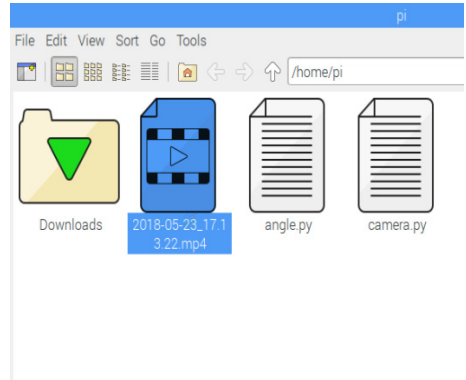 pi
File Edit View Sort Go Tools
/home/pi
Downloads
2018-05-23_17.1
3.22.mp4
angle.py
camera.py